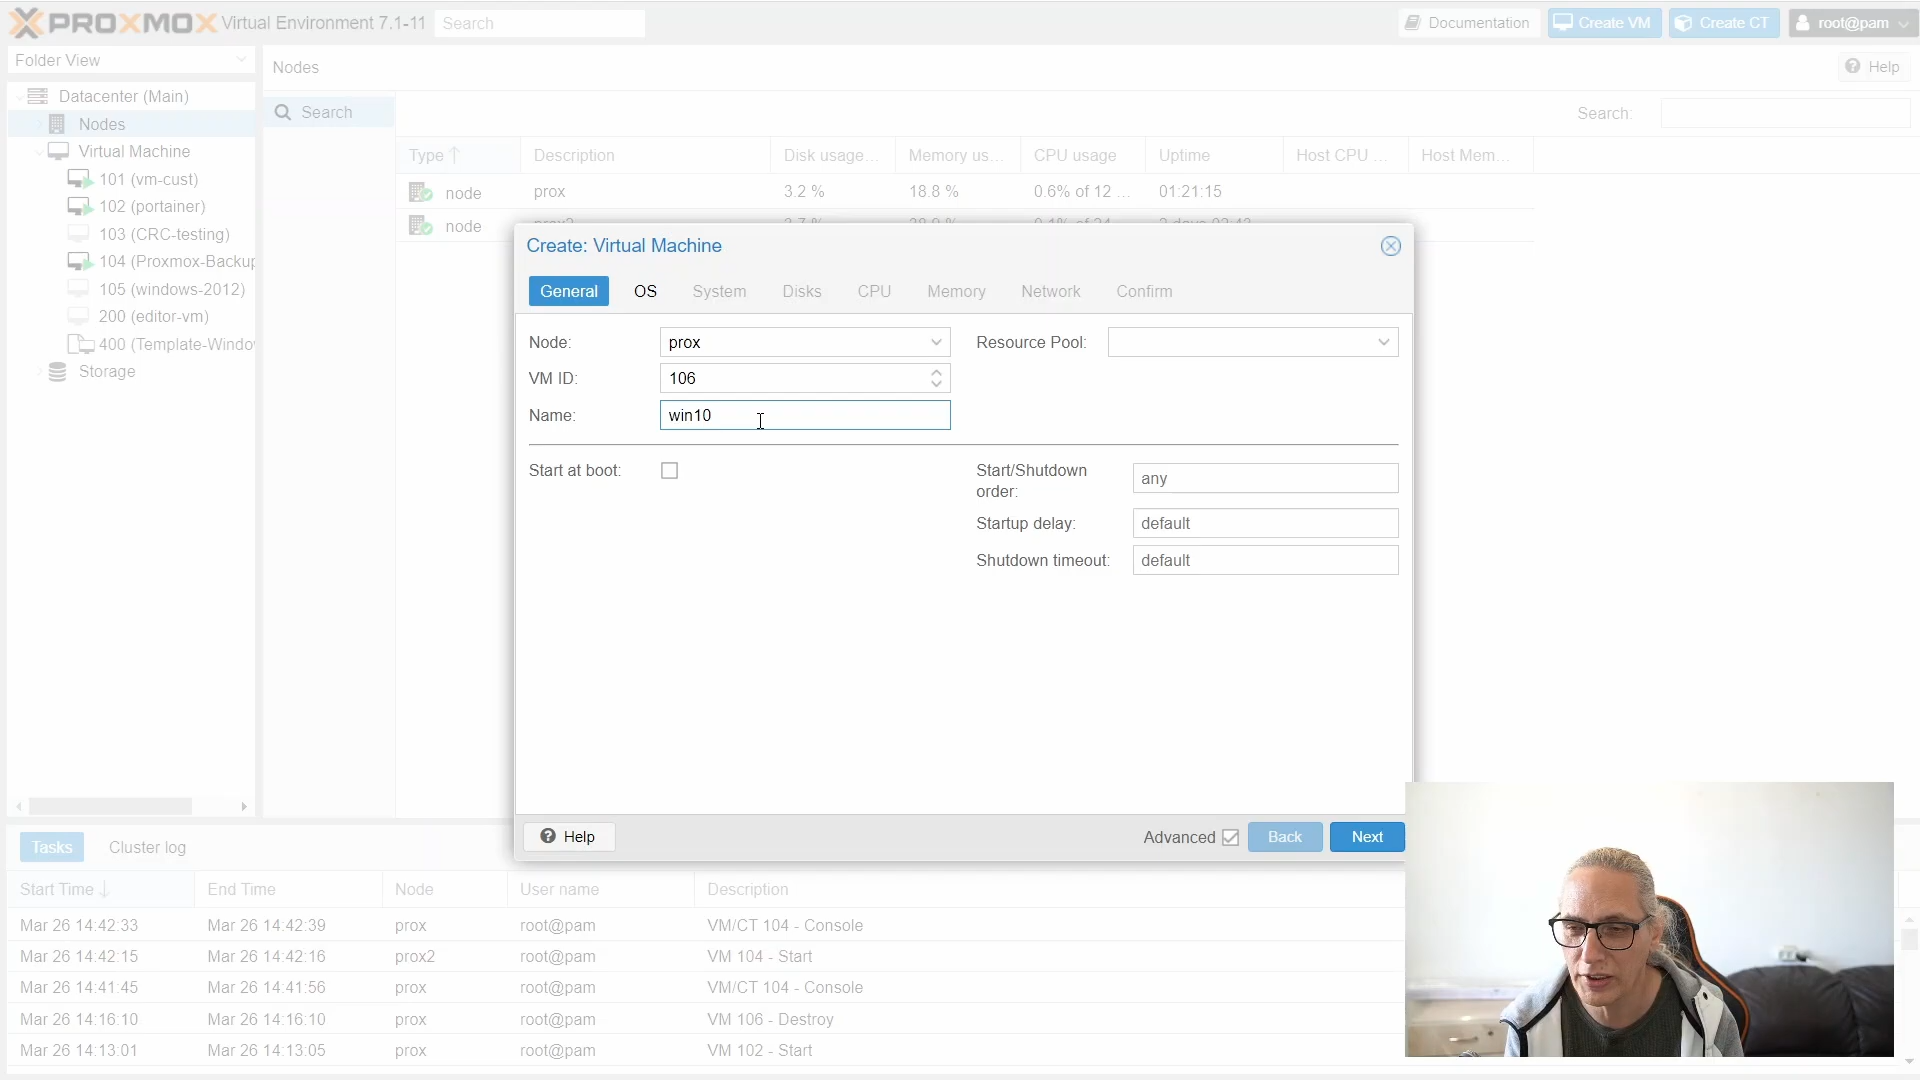 PROXMOX Virtual Environment 7.1-11 Search Documentation Create VM Create CT root@pam
Folder View
Nodes
Help
Datacenter (Main)
Nodes
Virtual Machine
101 (vm-cust)
102 (portainer)
103 (CRC-testing)
104 (Proxmox-Backup
105 (windows-2012)
200 (editor-vm)
400 (Template-Windo
Storage
Search
Search:
Type Description Disk usage... Memory us... CPU usage Uptime Host CPU ... Host Mem...
node prox 3.2 % 18.8 % 0.6% of 12 ... 01:21:15
node
Create: Virtual Machine
General OS System Disks CPU Memory Network Confirm
Node: prox Resource Pool:
VM ID: 106
Name: win10
Start at boot:
Start/Shutdown order: any
Startup delay: default
Shutdown timeout: default
Help Advanced Back Next
Tasks Cluster log
Start Time End Time Node User name Description
Mar 26 14:42:33 Mar 26 14:42:39 prox root@pam VM/CT 104 - Console
Mar 26 14:42:15 Mar 26 14:42:16 prox2 root@pam VM 104 - Start
Mar 26 14:41:45 Mar 26 14:41:56 prox root@pam VM/CT 104 - Console
Mar 26 14:16:10 Mar 26 14:16:10 prox root@pam VM 106 - Destroy
Mar 26 14:13:01 Mar 26 14:13:05 prox root@pam VM 102 - Start